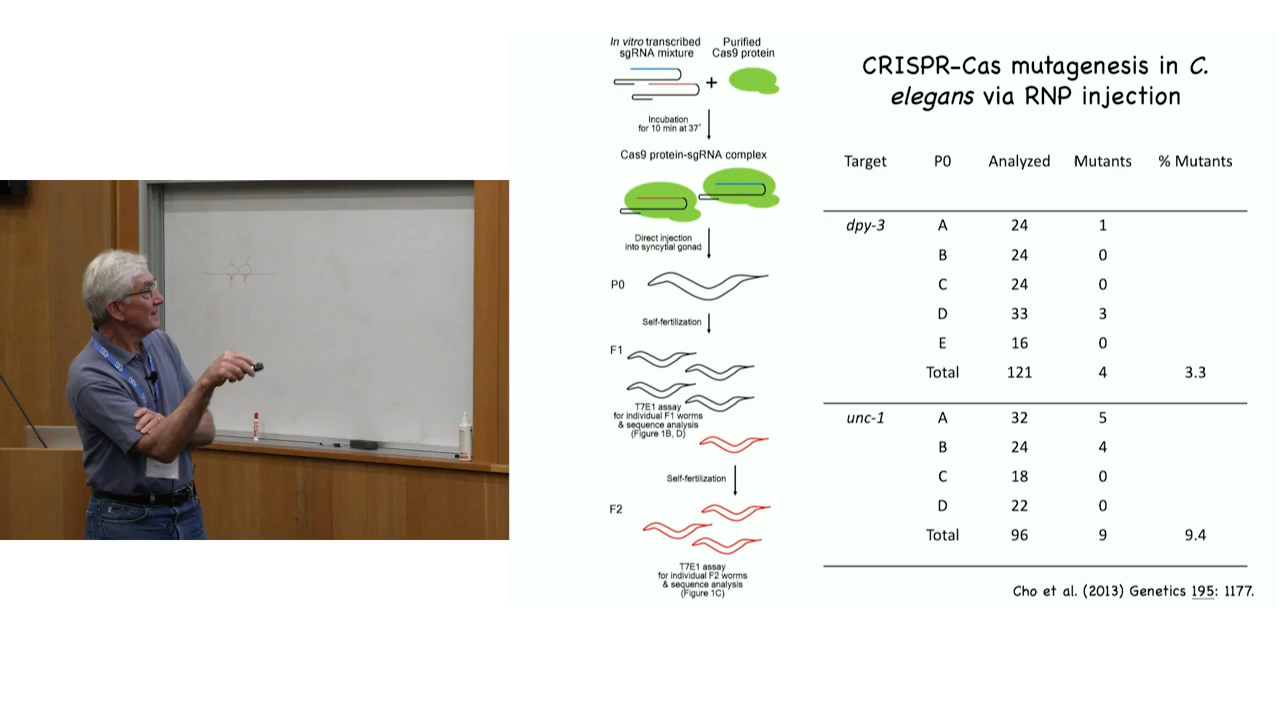 In vitro transcribed
sgRNA mixture
+
Purified
Cas9 protein
Incubation
for 10 min at 37˚
Cas9 protein-sgRNA complex
Direct injection
into syncytial gonad
P0
Self-fertilization
F1
T7E1 assay
for individual F1 worms
& sequence analysis
(Figure 1B, D)
Self-fertilization
F2
T7E1 assay
for individual F2 worms
& sequence analysis
(Figure 1C)
CRISPR-Cas mutagenesis in C.
elegans via RNP injection
Target P0 Analyzed Mutants % Mutants
dpy-3 A 24 1
B 24 0
C 24 0
D 33 3
E 16 0
Total 121 4 3.3
unc-1 A 32 5
B 24 4
C 18 0
D 22 0
Total 96 9 9.4
Cho et al. (2013) Genetics 195: 1177.